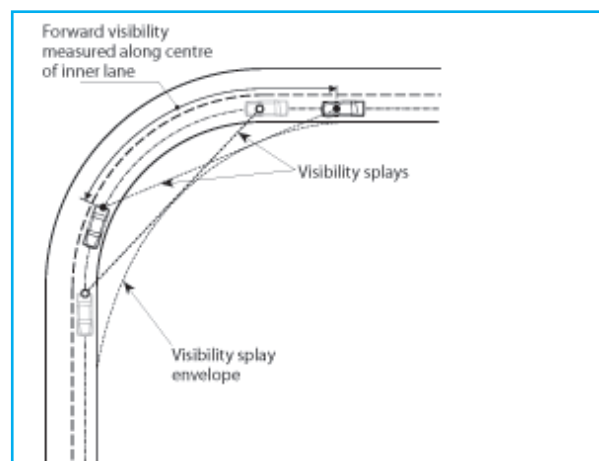 Forward visibility
measured along centre
of inner lane
Visibility splays
Visibility splay
envelope